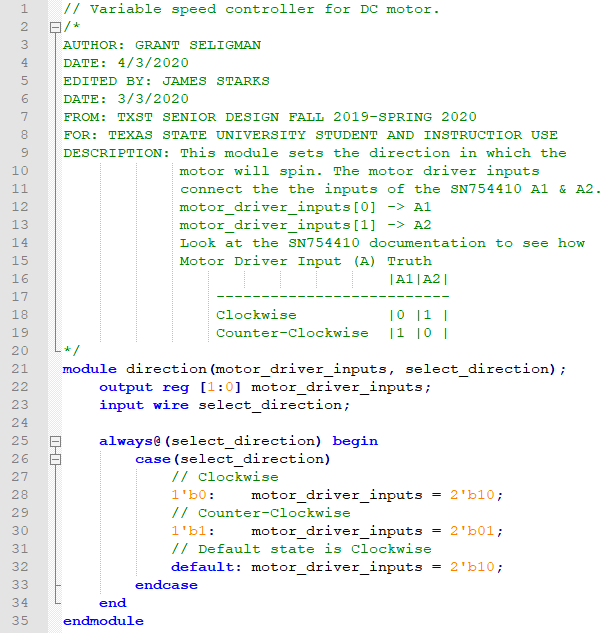 1 // Variable speed controller for DC motor.
2 /*
3 AUTHOR: GRANT SELIGMAN
4 DATE: 4/3/2020
5 EDITED BY: JAMES STARKS
6 DATE: 3/3/2020
7 FROM: TXST SENIOR DESIGN FALL 2019-SPRING 2020
8 FOR: TEXAS STATE UNIVERSITY STUDENT AND INSTRUCTIOR USE
9 DESCRIPTION: This module sets the direction in which the
10              motor will spin. The motor driver inputs
11              connect the the inputs of the SN754410 A1 & A2.
12              motor_driver_inputs[0] -> A1
13              motor_driver_inputs[1] -> A2
14              Look at the SN754410 documentation to see how
15              Motor Driver Input (A) Truth
16                                     |A1|A2|
17                  --------------------------
18                  Clockwise          |0 |1 |
19                  Counter-Clockwise  |1 |0 |
20 */
21 module direction(motor_driver_inputs, select_direction);
22     output reg [1:0] motor_driver_inputs;
23     input wire select_direction;
24
25     always@(select_direction) begin
26         case(select_direction)
27             // Clockwise
28             1'b0:    motor_driver_inputs = 2'b10;
29             // Counter-Clockwise
30             1'b1:    motor_driver_inputs = 2'b01;
31             // Default state is Clockwise
32             default: motor_driver_inputs = 2'b10;
33         endcase
34     end
35 endmodule